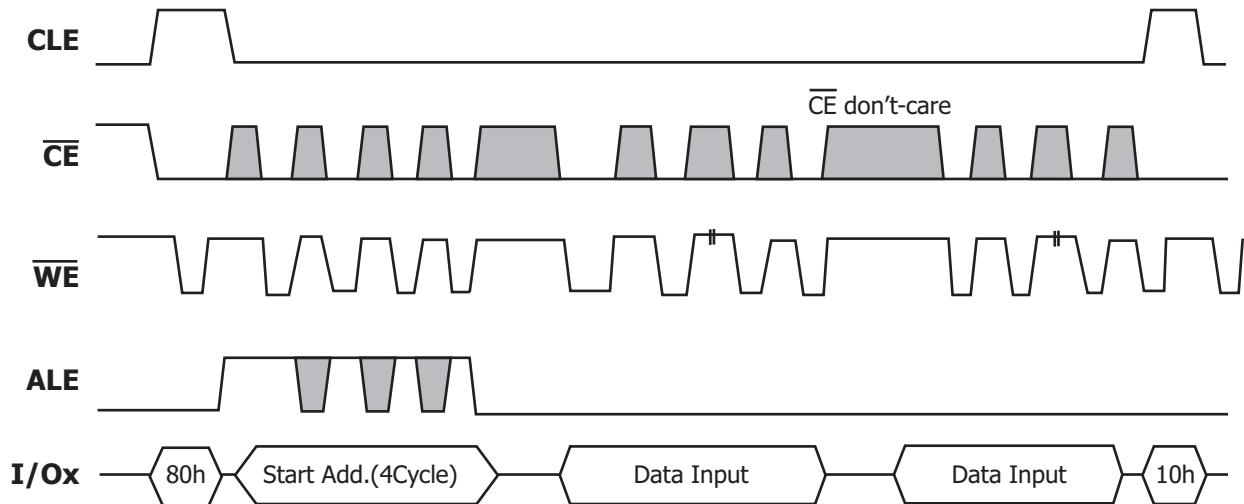 CLE
CE don't-care
CE
WE
ALE
I/Ox 80h Start Add.(4Cycle) Data Input Data Input 10h